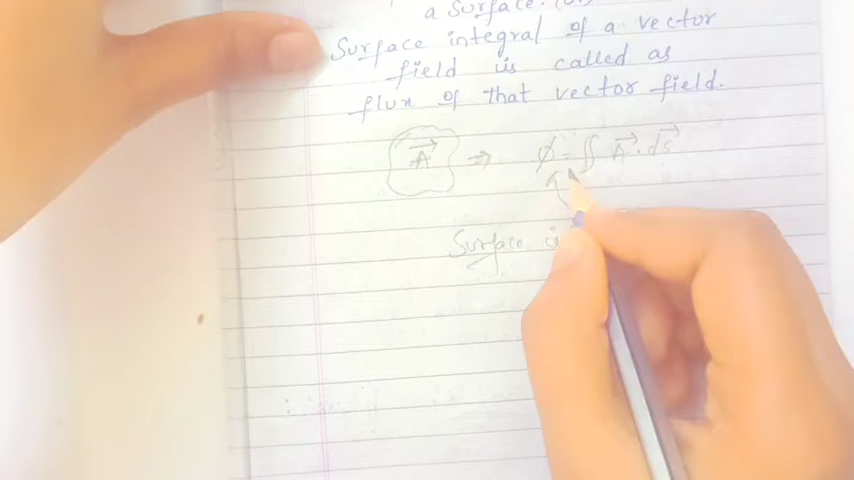 a surface.
Surface integral of a vector
field is called as
flux of that vector field.
A⃗ ⇒ ϕ = ∬ A⃗ · ds⃗
Surface